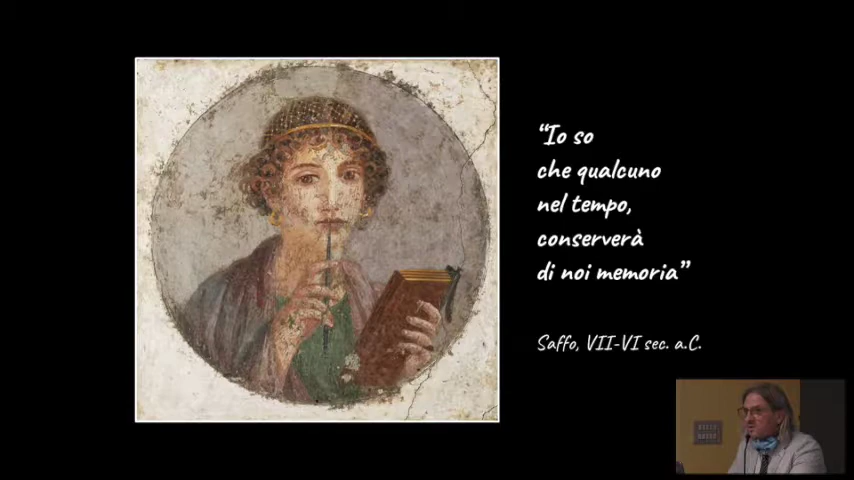 “Io so
che qualcuno
nel tempo,
conserverà
di noi memoria”
Saffo, VII-VI sec. a.C.